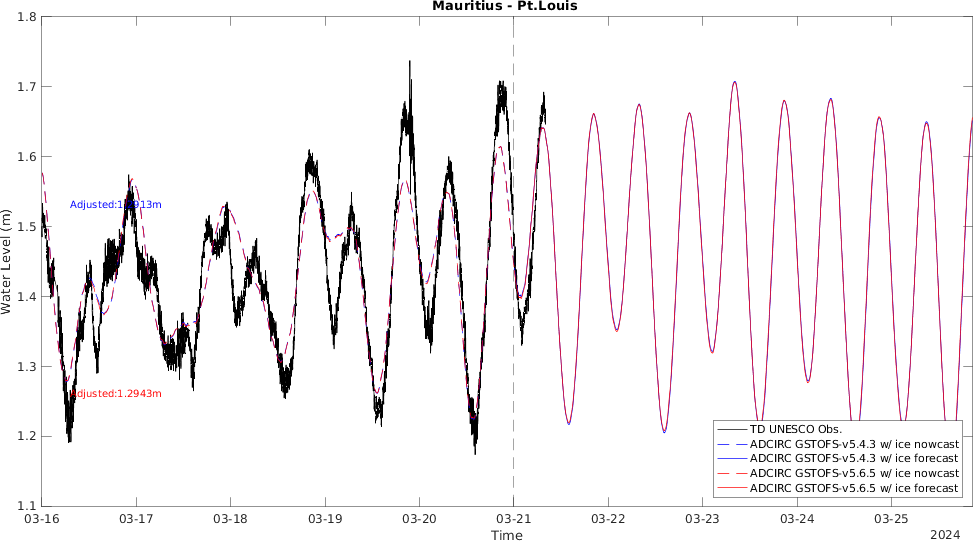 Mauritius - Pt.Louis
1.8
1.7
1.6
1.5
1.4
1.3
1.2
1.1
Water Level (m)
Adjusted:1.2913m
Adjusted:1.2943m
TD UNESCO Obs.
ADCIRC GSTOFS-v5.4.3 w/ ice nowcast
ADCIRC GSTOFS-v5.4.3 w/ ice forecast
ADCIRC GSTOFS-v5.6.5 w/ ice nowcast
ADCIRC GSTOFS-v5.6.5 w/ ice forecast
03-16
03-17
03-18
03-19
03-20
03-21
03-22
03-23
03-24
03-25
Time
2024